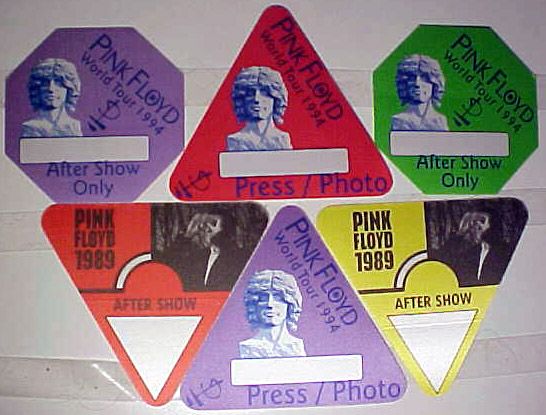 PINK FLOYD
World Tour 1994
After Show
Only
PINK FLOYD
World Tour 1994
Press / Photo
PINK FLOYD
World Tour 1994
After Show
Only
PINK
FLOYD
1989
AFTER SHOW
PINK FLOYD
World Tour 1994
Press / Photo
PINK
FLOYD
1989
AFTER SHOW